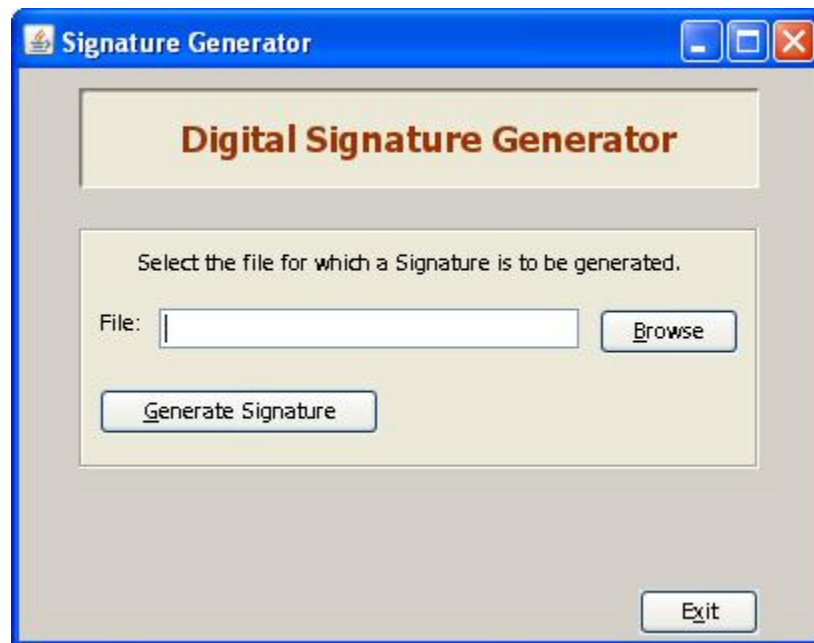 Signature Generator
Digital Signature Generator
Select the file for which a Signature is to be generated.
File:
Browse
Generate Signature
Exit